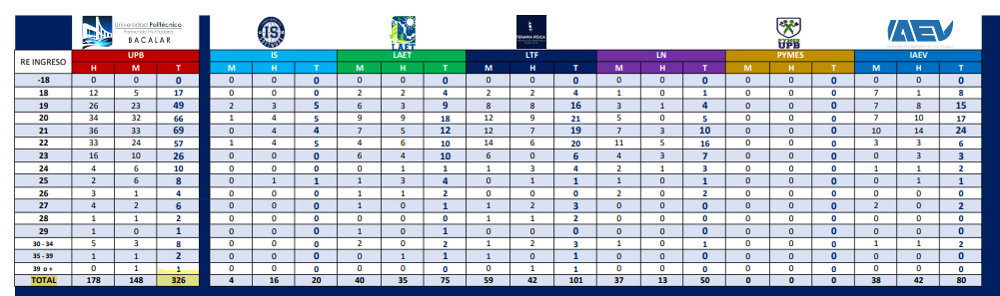 Universidad Politécnica
Formando Triunfadores
BACALAR
IS
LAET
TERAPIA FÍSICA
PYMES
UPB
IAEV
RE INGRESO UPB IS LAET LTF LN PYMES IAEV
H M T M H T M H T M H T M H T M H T M H T
-18 0 0 0 0 0 0 0 0 0 0 0 0 0 0 0 0 0 0 0 0 0
18 12 5 17 0 0 0 2 2 4 2 2 4 1 0 1 0 0 0 7 1 8
19 26 23 49 2 3 5 6 3 9 8 8 16 3 1 4 0 0 0 7 8 15
20 34 32 66 1 4 5 9 9 18 12 9 21 5 0 5 0 0 0 7 10 17
21 36 33 69 0 4 4 7 5 12 12 7 19 7 3 10 0 0 0 10 14 24
22 33 24 57 1 4 5 4 6 10 14 6 20 11 5 16 0 0 0 3 3 6
23 16 10 26 0 0 0 6 4 10 6 0 6 4 3 7 0 0 0 0 3 3
24 4 6 10 0 0 0 0 1 1 1 3 4 2 1 3 0 0 0 1 1 2
25 2 6 8 0 1 1 1 3 4 0 1 1 1 0 1 0 0 0 0 1 1
26 3 1 4 0 0 0 1 1 2 0 0 0 2 0 2 0 0 0 0 0 0
27 4 2 6 0 0 0 1 0 1 1 2 3 0 0 0 0 0 0 2 0 2
28 1 1 2 0 0 0 0 0 0 1 1 2 0 0 0 0 0 0 0 0 0
29 1 0 1 0 0 0 1 0 1 0 0 0 0 0 0 0 0 0 0 0 0
30 - 34 5 3 8 0 0 0 2 0 2 1 2 3 1 0 1 0 0 0 1 1 2
35 - 39 1 1 2 0 0 0 0 1 1 1 0 1 0 0 0 0 0 0 0 0 0
39 o + 0 1 1 0 0 0 0 0 0 0 1 1 0 0 0 0 0 0 0 0 0
TOTAL 178 148 326 4 16 20 40 35 75 59 42 101 37 13 50 0 0 0 38 42 80